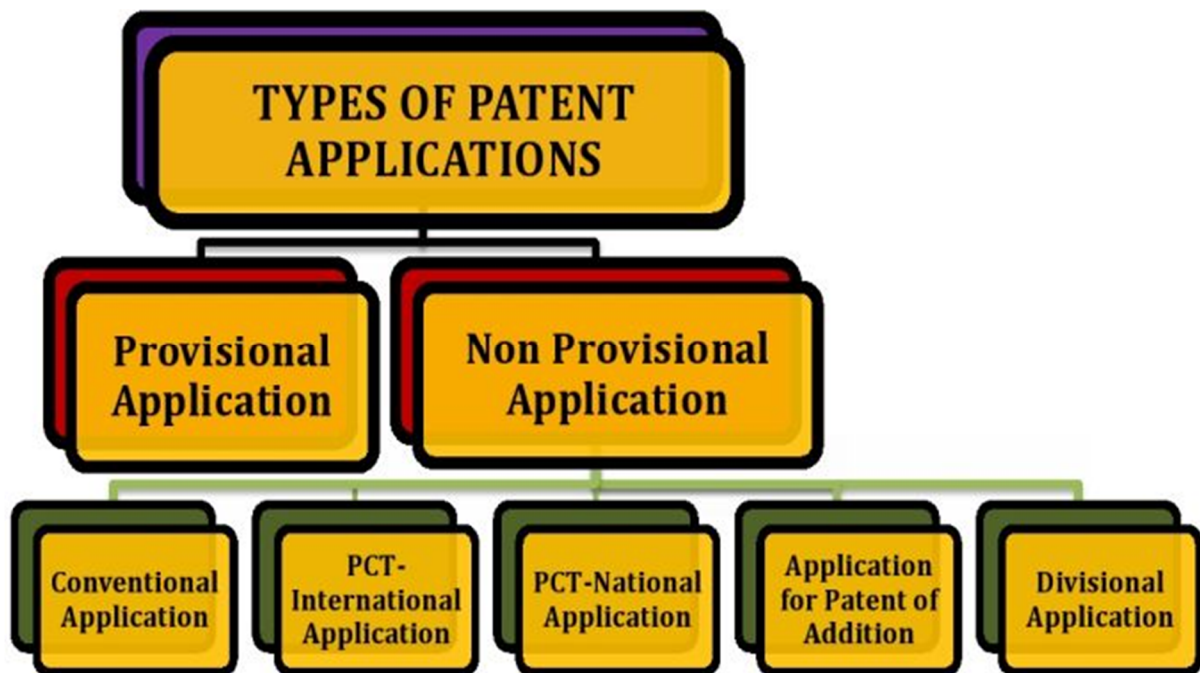 TYPES OF PATENT
APPLICATIONS
Provisional
Application
Non Provisional
Application
Conventional
Application
PCT-
International
Application
PCT-National
Application
Application
for Patent of
Addition
Divisional
Application